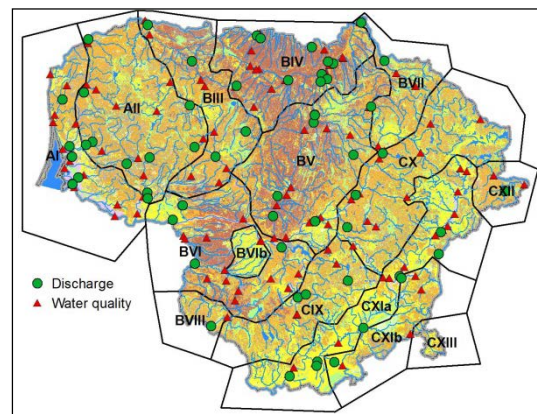 BIV
BVII
AII
BIII
BV
AI
CX
CXII
BVI
BVIb
Discharge
Water quality
BVIII
CIX
CXIa
CXIb
CXIII